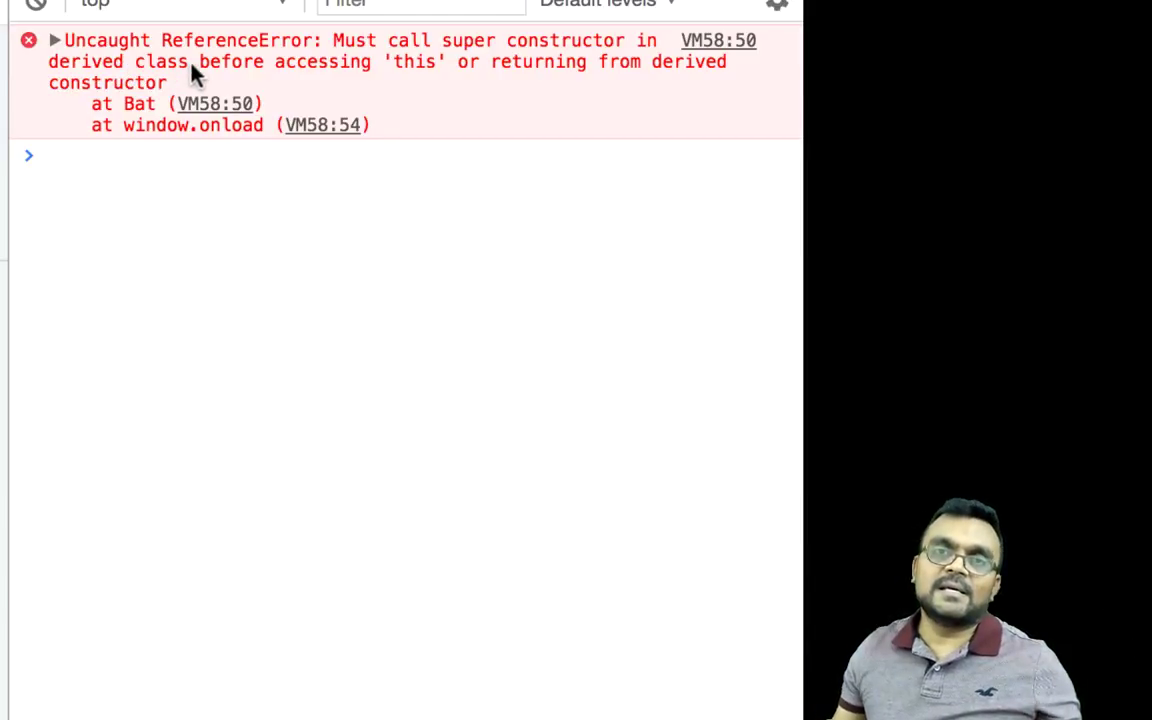 top Filter Default levels
Uncaught ReferenceError: Must call super constructor in VM58:50
derived class before accessing 'this' or returning from derived
constructor
at Bat (VM58:50)
at window.onload (VM58:54)